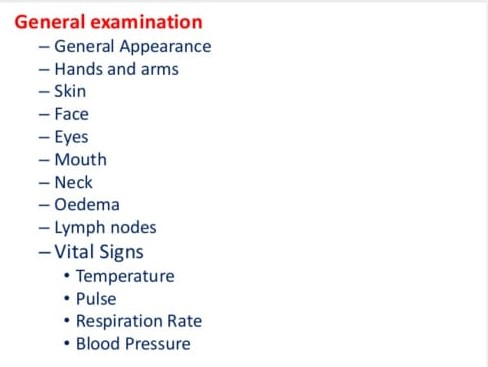 General examination
– General Appearance
– Hands and arms
– Skin
– Face
– Eyes
– Mouth
– Neck
– Oedema
– Lymph nodes
– Vital Signs
• Temperature
• Pulse
• Respiration Rate
• Blood Pressure